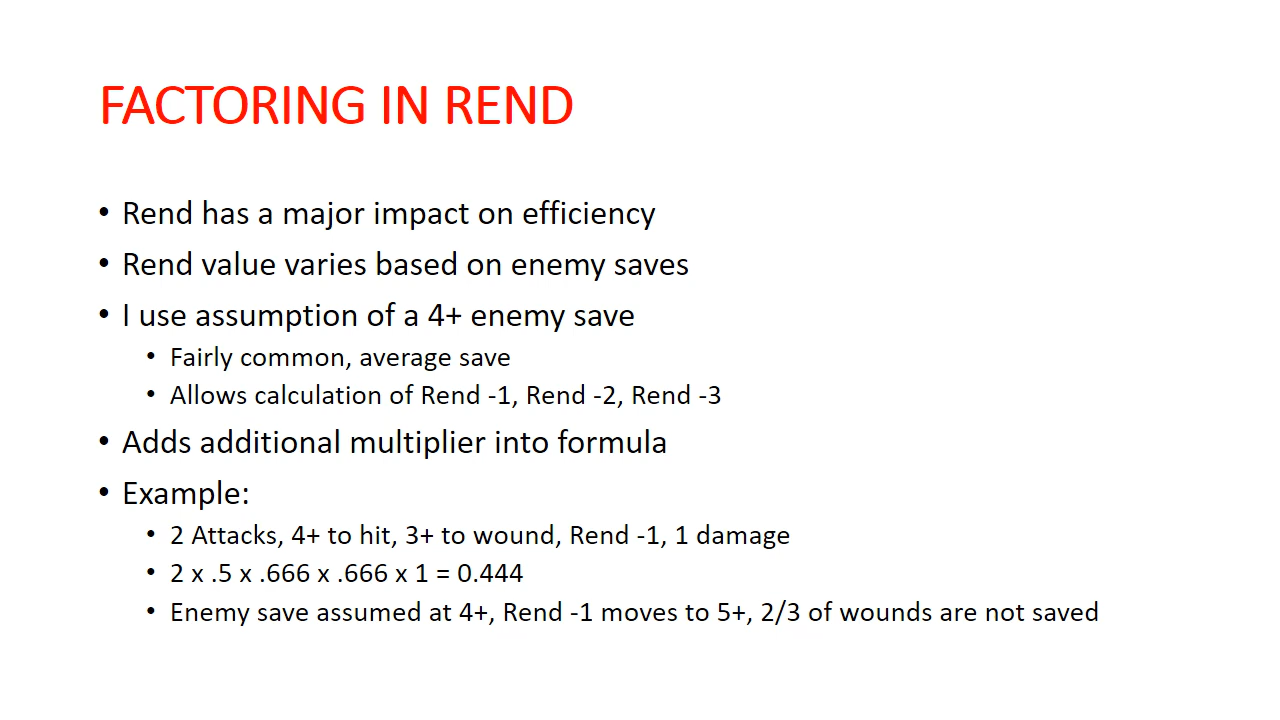 FACTORING IN REND
• Rend has a major impact on efficiency
• Rend value varies based on enemy saves
• I use assumption of a 4+ enemy save
• Fairly common, average save
• Allows calculation of Rend -1, Rend -2, Rend -3
• Adds additional multiplier into formula
• Example:
• 2 Attacks, 4+ to hit, 3+ to wound, Rend -1, 1 damage
• 2 x .5 x .666 x .666 x 1 = 0.444
• Enemy save assumed at 4+, Rend -1 moves to 5+, 2/3 of wounds are not saved